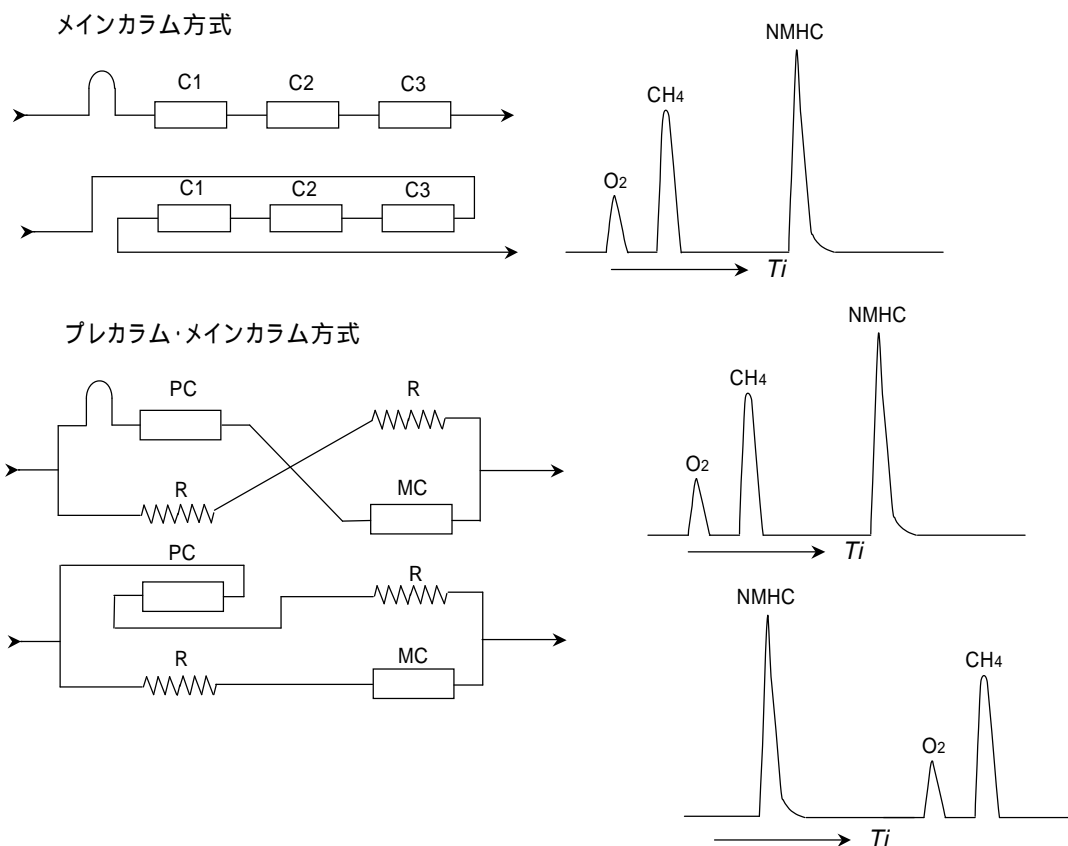 メインカラム方式
C1 C2 C3
C1 C2 C3
O2 CH4 NMHC
Ti
プレカラム・メインカラム方式
PC R
R MC
PC R
R MC
O2 CH4 NMHC
Ti
NMHC O2 CH4
Ti